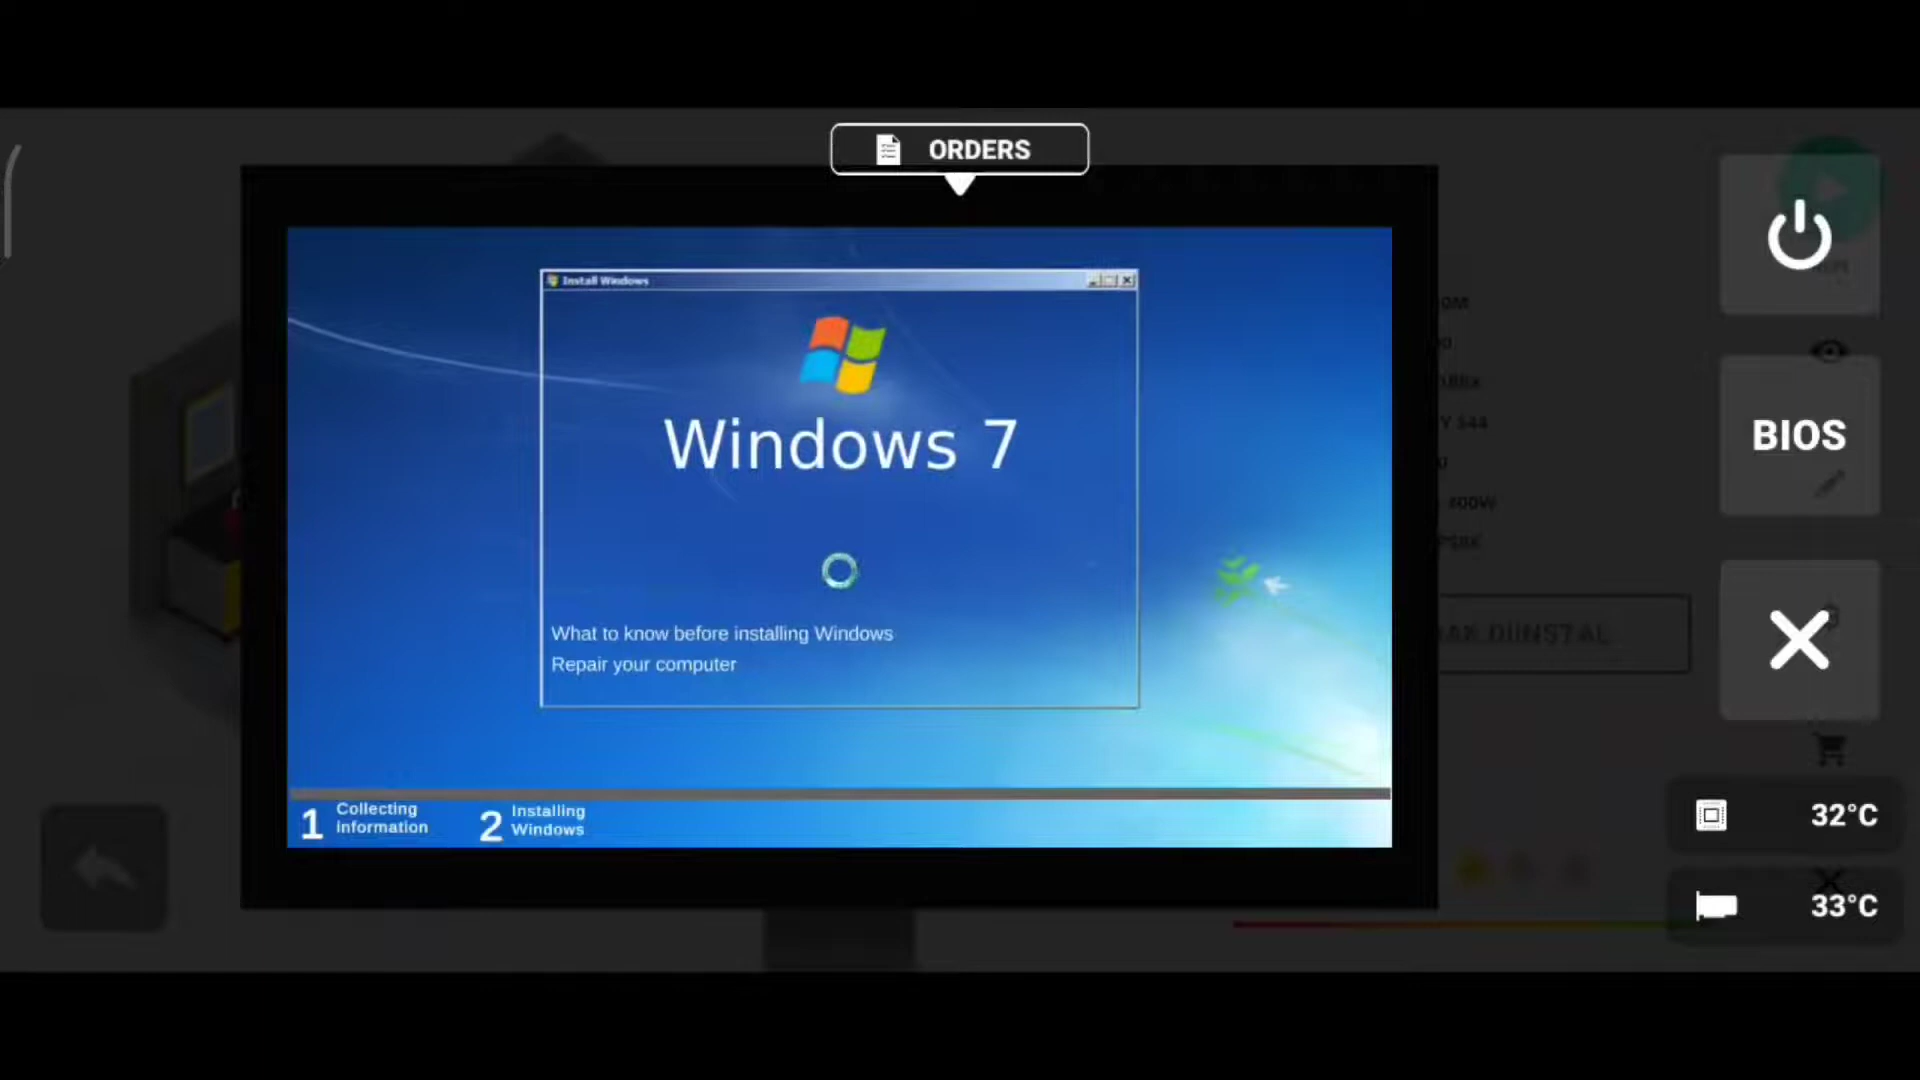 ORDERS
Install Windows
Windows 7
BIOS
What to know before installing Windows
Repair your computer
400W
1 Collecting
Information
2 Installing
Windows
32°C
33°C